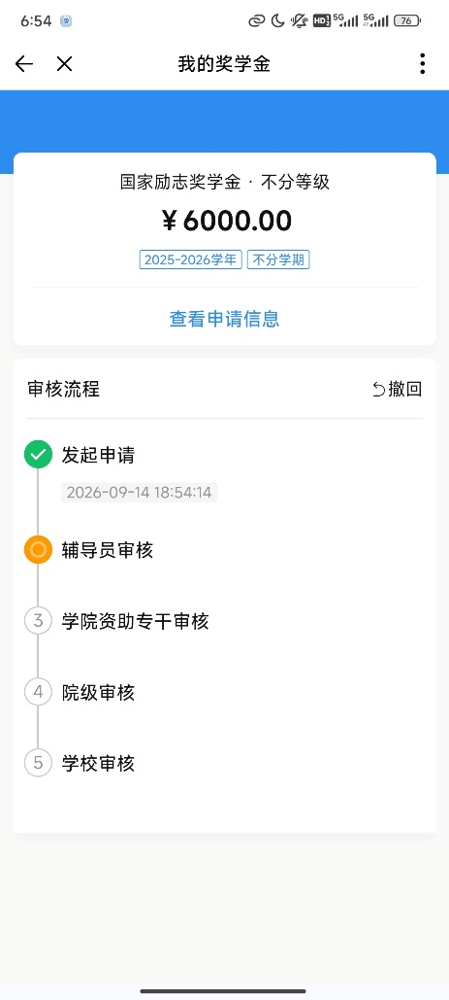 6:54
HD 5G 5G 76
我的奖学金
国家励志奖学金 · 不分等级
¥6000.00
2025-2026学年 不分学期
查看申请信息
审核流程 撤回
发起申请
2026-09-14 18:54:14
辅导员审核
3 学院资助专干审核
4 院级审核
5 学校审核